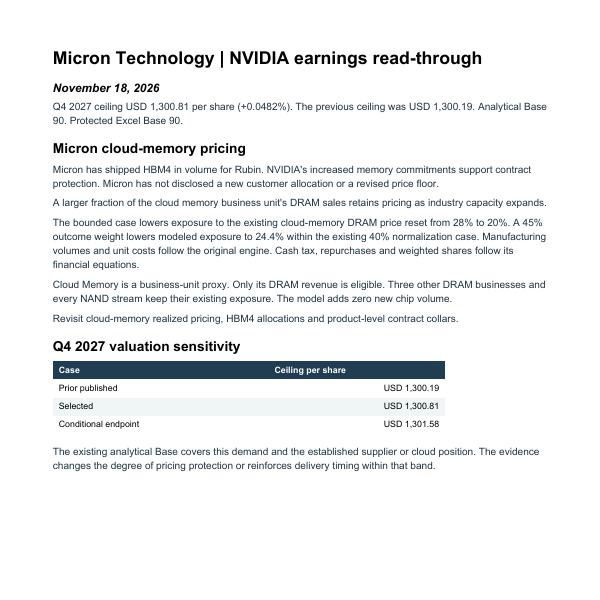 Micron Technology | NVIDIA earnings read-through
November 18, 2026
Q4 2027 ceiling USD 1,300.81 per share (+0.0482%). The previous ceiling was USD 1,300.19. Analytical Base
90. Protected Excel Base 90.
Micron cloud-memory pricing
Micron has shipped HBM4 in volume for Rubin. NVIDIA's increased memory commitments support contract
protection. Micron has not disclosed a new customer allocation or a revised price floor.
A larger fraction of the cloud memory business unit's DRAM sales retains pricing as industry capacity expands.
The bounded case lowers exposure to the existing cloud-memory DRAM price reset from 28% to 20%. A 45%
outcome weight lowers modeled exposure to 24.4% within the existing 40% normalization case. Manufacturing
volumes and unit costs follow the original engine. Cash tax, repurchases and weighted shares follow its
financial equations.
Cloud Memory is a business-unit proxy. Only its DRAM revenue is eligible. Three other DRAM businesses and
every NAND stream keep their existing exposure. The model adds zero new chip volume.
Revisit cloud-memory realized pricing, HBM4 allocations and product-level contract collars.
Q4 2027 valuation sensitivity
Case Ceiling per share
Prior published USD 1,300.19
Selected USD 1,300.81
Conditional endpoint USD 1,301.58
The existing analytical Base covers this demand and the established supplier or cloud position. The evidence
changes the degree of pricing protection or reinforces delivery timing within that band.